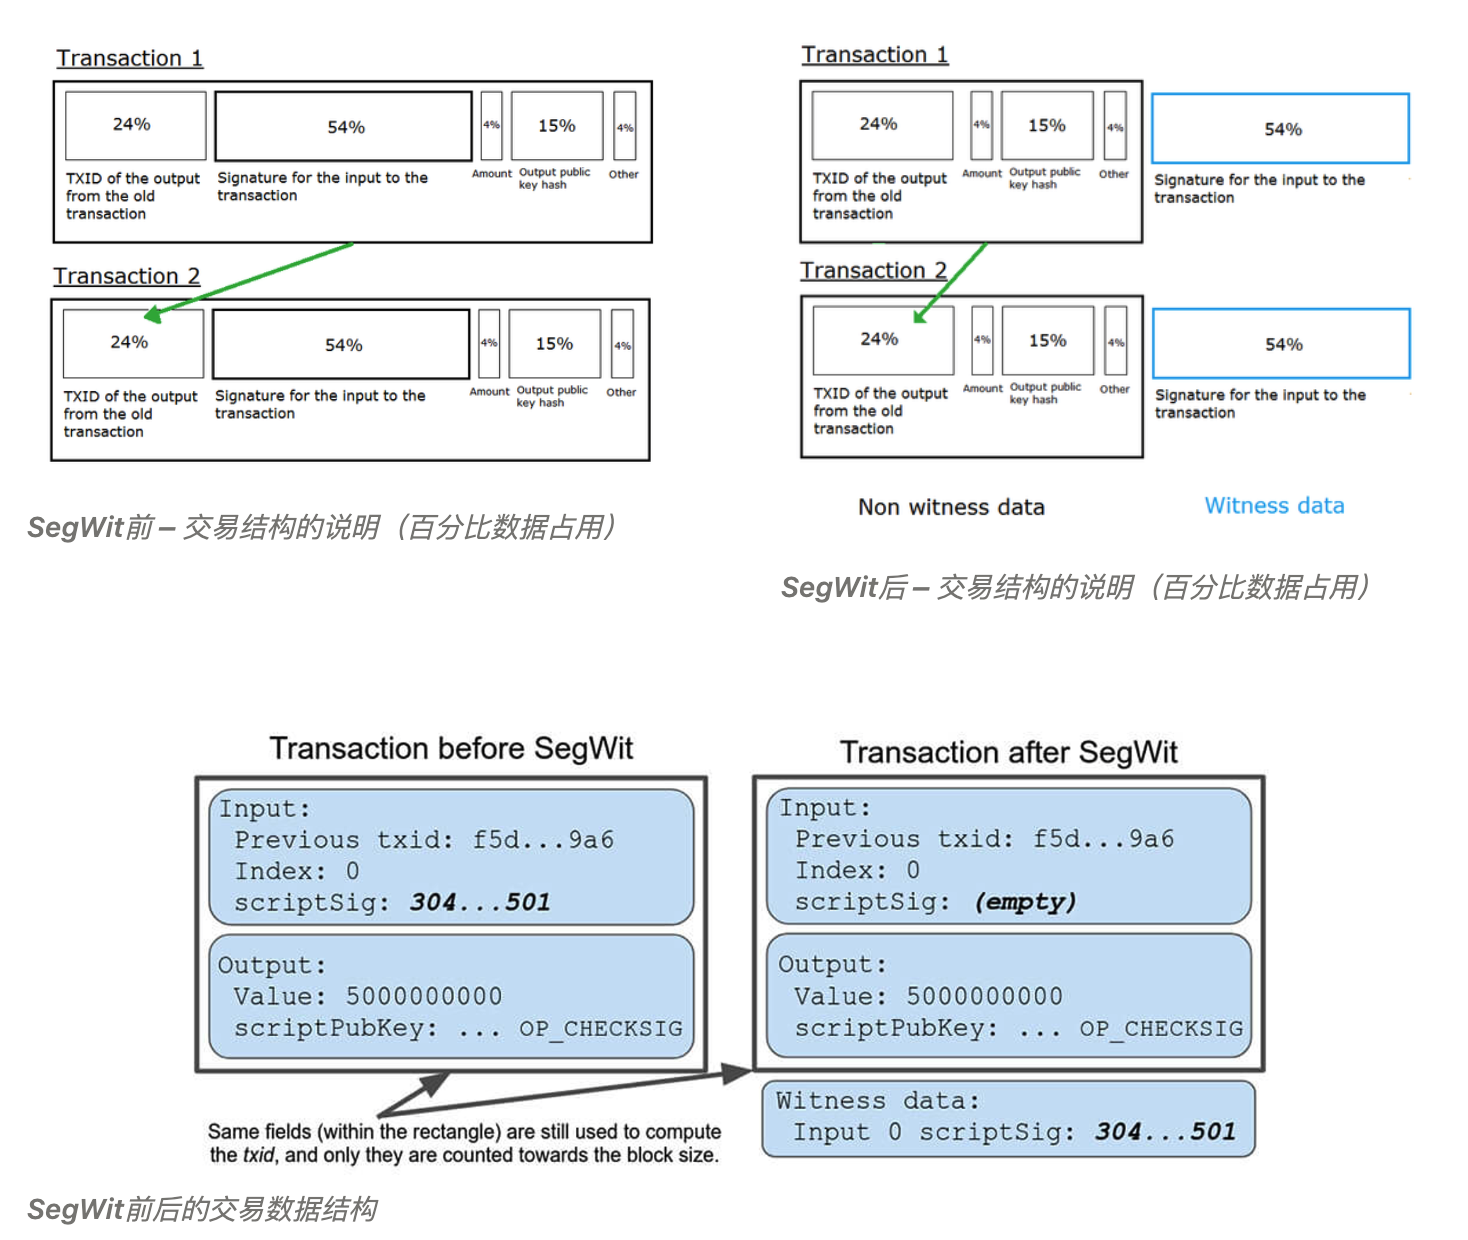 Transaction 1
24%
54%
4%
15%
4%
TXID of the output
from the old
transaction
Signature for the input to the
transaction
Amount
Output public
key hash
Other
Transaction 2
24%
54%
4%
15%
4%
TXID of the output
from the old
transaction
Signature for the input to the
transaction
Amount
Output public
key hash
Other
SegWit前 – 交易结构的说明（百分比数据占用）
Transaction 1
24%
4%
15%
4%
54%
TXID of the output
from the old
transaction
Amount
Output public
key hash
Other
Signature for the input to the
transaction
Transaction 2
24%
4%
15%
4%
54%
TXID of the output
from the old
transaction
Amount
Output public
key hash
Other
Signature for the input to the
transaction
Non witness data
Witness data
SegWit后 – 交易结构的说明（百分比数据占用）
Transaction before SegWit
Input:
Previous txid: f5d...9a6
Index: 0
scriptSig: 304...501
Output:
Value: 5000000000
scriptPubKey: ... OP_CHECKSIG
Transaction after SegWit
Input:
Previous txid: f5d...9a6
Index: 0
scriptSig: (empty)
Output:
Value: 5000000000
scriptPubKey: ... OP_CHECKSIG
Witness data:
Input 0 scriptSig: 304...501
Same fields (within the rectangle) are still used to compute
the txid, and only they are counted towards the block size.
SegWit前后的交易数据结构